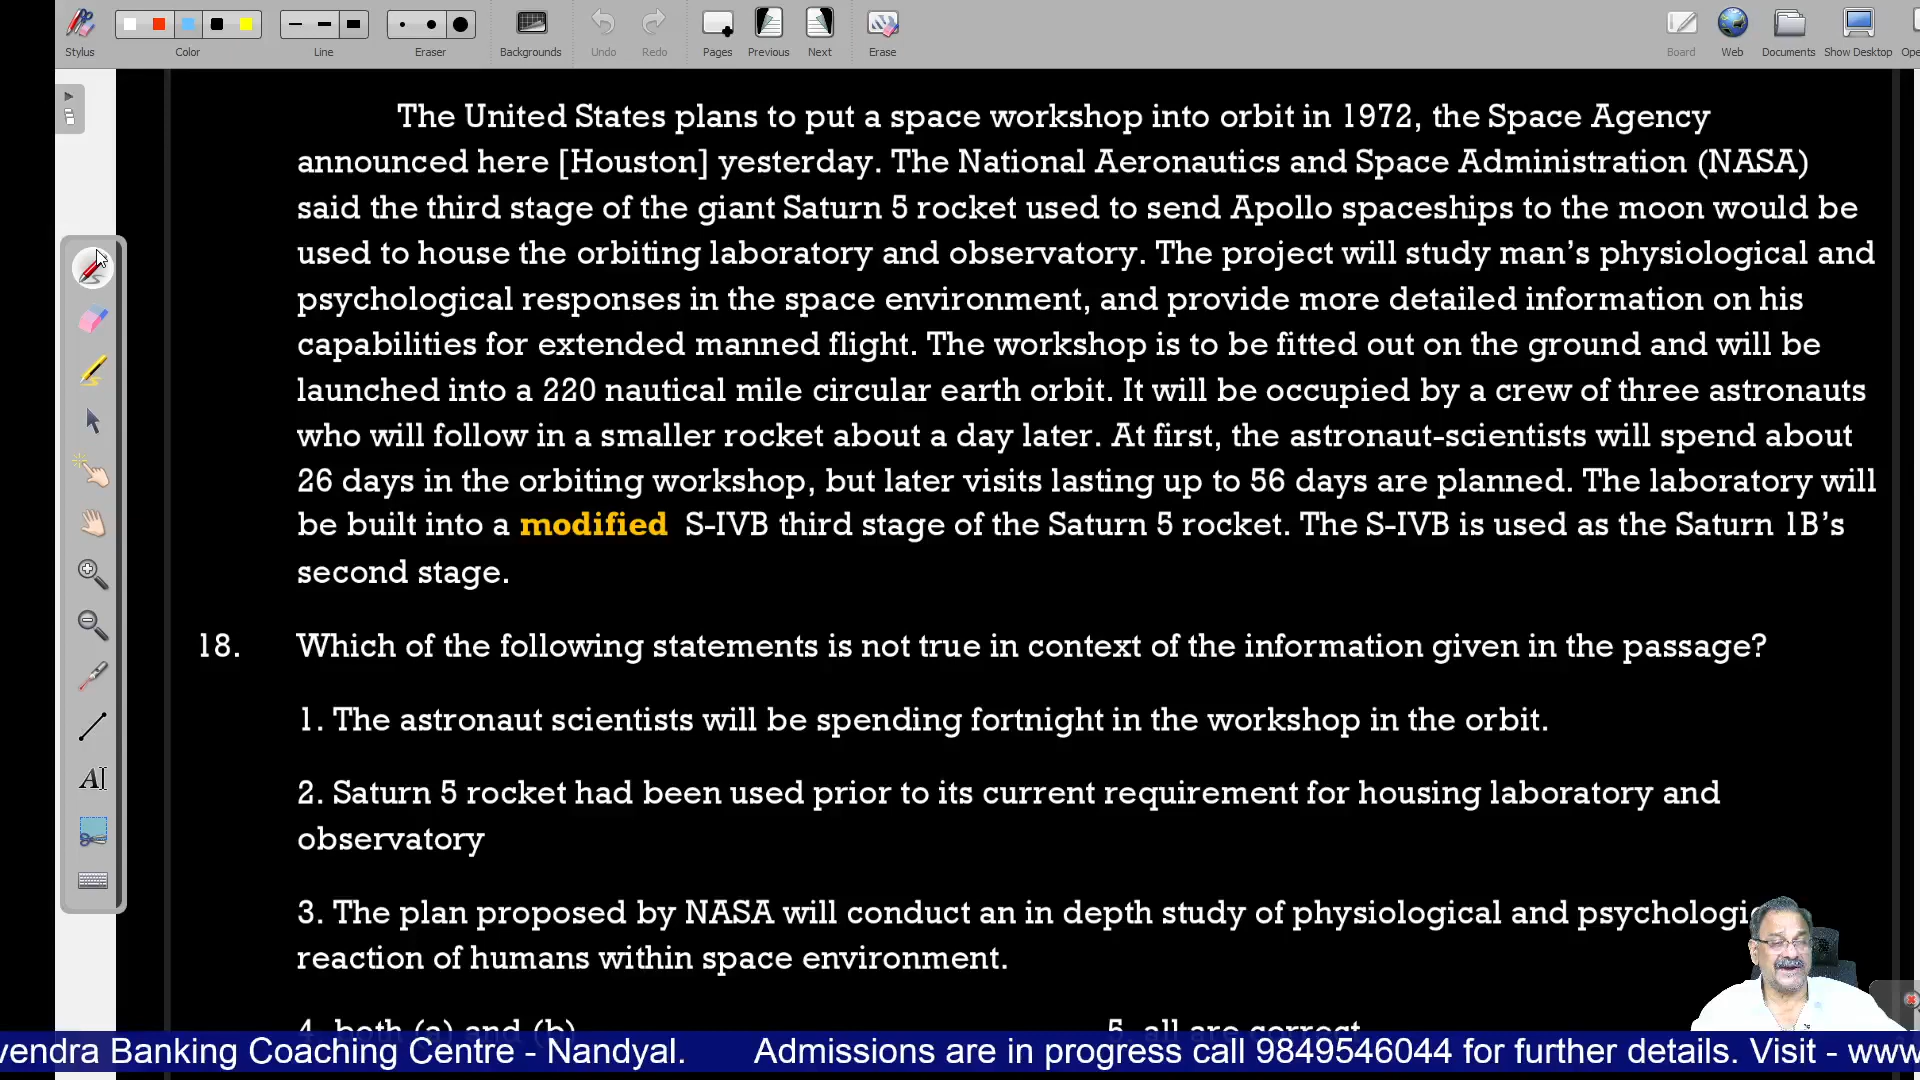 Stylus
Color
Line
Eraser
Backgrounds
Undo
Redo
Pages
Previous
Next
Erase
Board
Web
Documents
Show Desktop
Ope
The United States plans to put a space workshop into orbit in 1972, the Space Agency
announced here [Houston] yesterday. The National Aeronautics and Space Administration (NASA)
said the third stage of the giant Saturn 5 rocket used to send Apollo spaceships to the moon would be
used to house the orbiting laboratory and observatory. The project will study man’s physiological and
psychological responses in the space environment, and provide more detailed information on his
capabilities for extended manned flight. The workshop is to be fitted out on the ground and will be
launched into a 220 nautical mile circular earth orbit. It will be occupied by a crew of three astronauts
who will follow in a smaller rocket about a day later. At first, the astronaut-scientists will spend about
26 days in the orbiting workshop, but later visits lasting up to 56 days are planned. The laboratory will
be built into a modified S-IVB third stage of the Saturn 5 rocket. The S-IVB is used as the Saturn 1B’s
second stage.
18. Which of the following statements is not true in context of the information given in the passage?
1. The astronaut scientists will be spending fortnight in the workshop in the orbit.
2. Saturn 5 rocket had been used prior to its current requirement for housing laboratory and
observatory
3. The plan proposed by NASA will conduct an in depth study of physiological and psychologic
reaction of humans within space environment.
4. both (a) and (b) 5. all are correct
vendra Banking Coaching Centre - Nandyal. Admissions are in progress call 9849546044 for further details. Visit - www